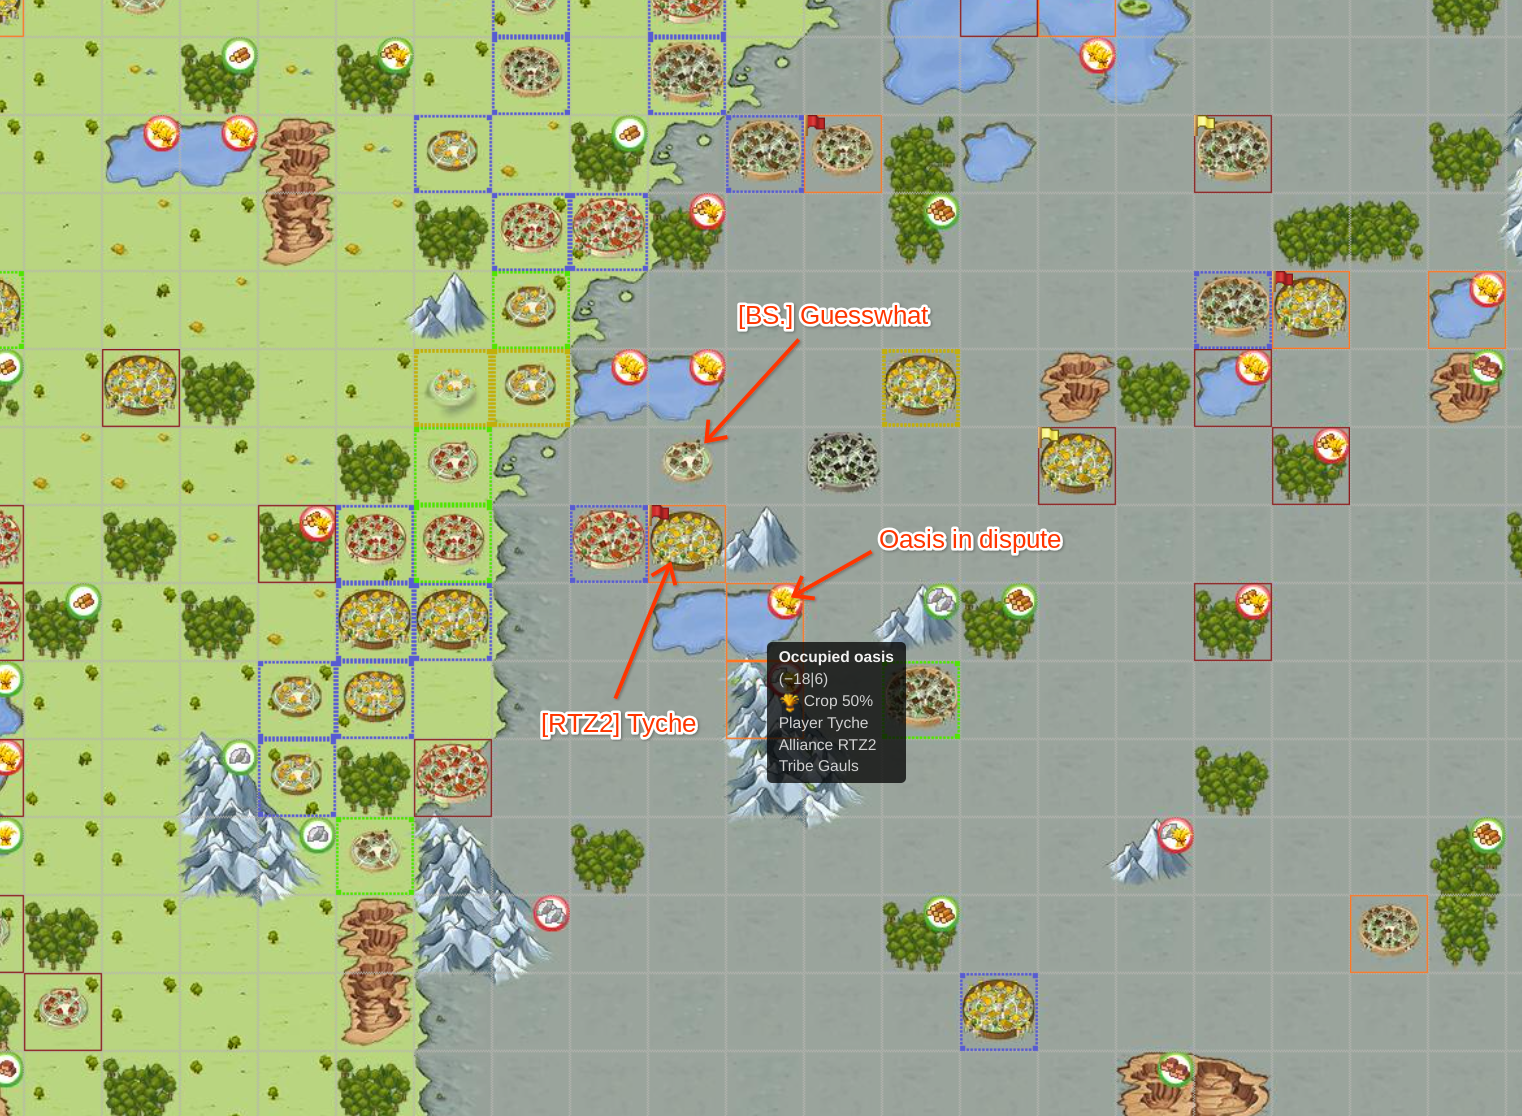 [BS.] Guesswhat
Oasis in dispute
Occupied oasis
(−18|6)
Crop 50%
Player Tyche
Alliance RTZ2
Tribe Gauls
[RTZ2] Tyche